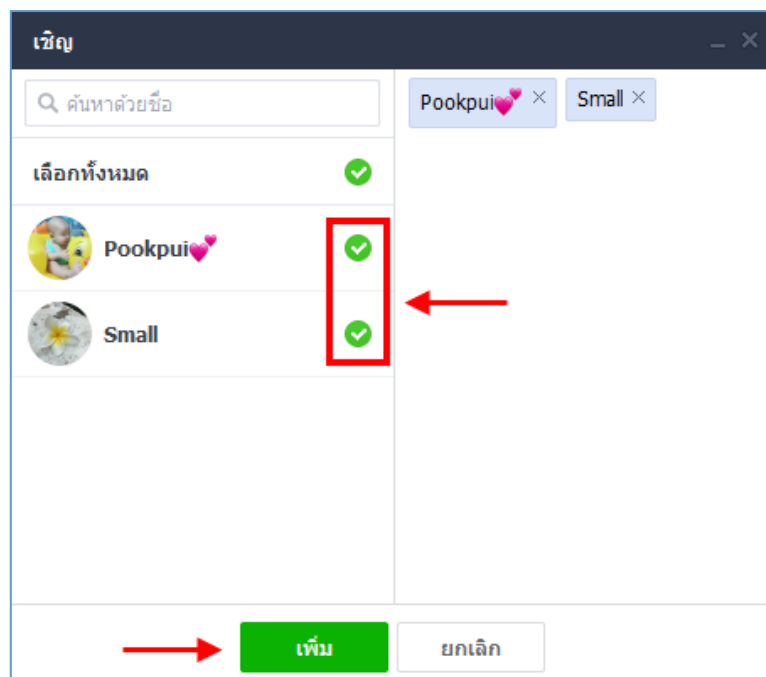 เชิญ
ค้นหาด้วยชื่อ
Pookpui💕 Small
เลือกทั้งหมด
Pookpui💕
Small
เพิ่ม ยกเลิก